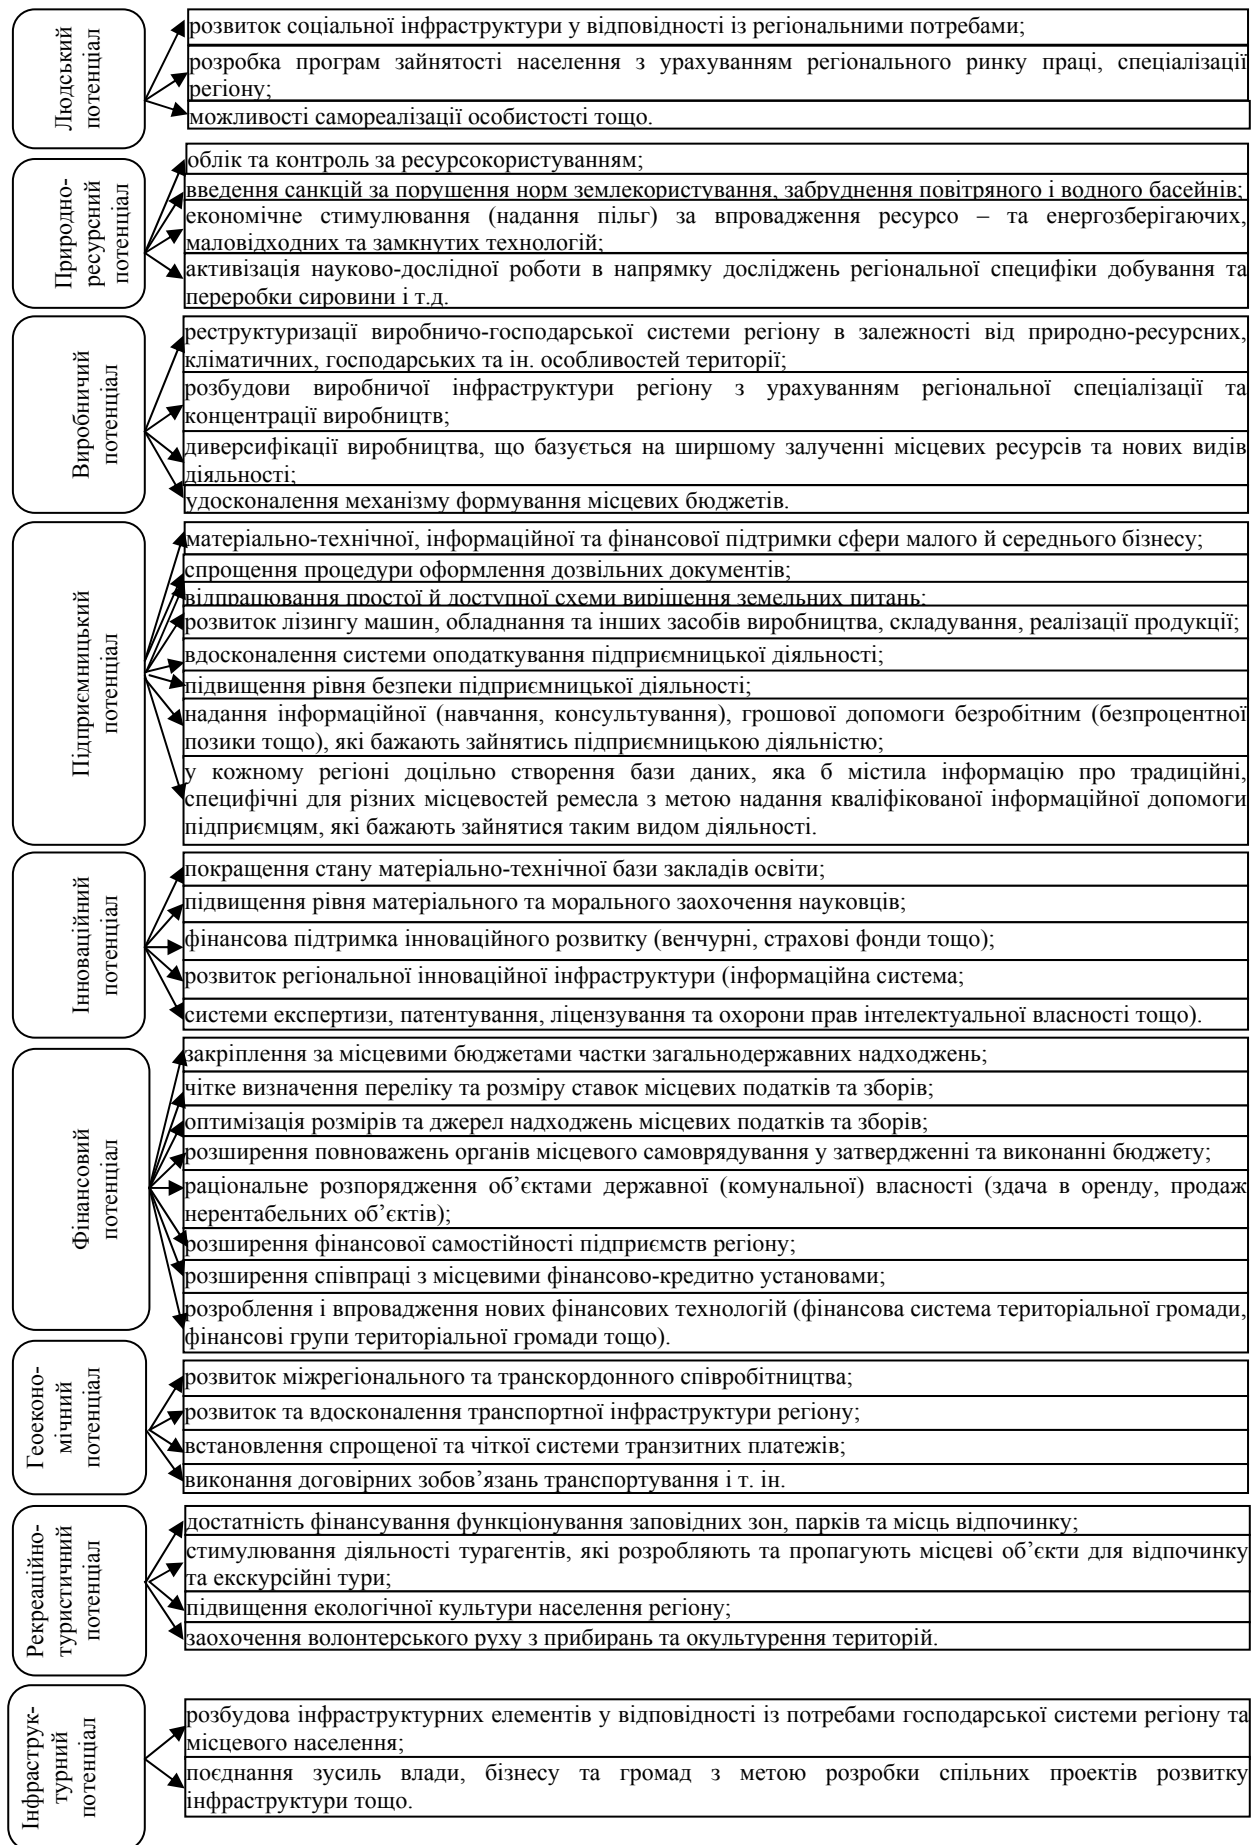 Людський
потенціал
розвиток соціальної інфраструктури у відповідності із регіональними потребами;
розробка програм зайнятості населення з урахуванням регіонального ринку праці, спеціалізації
регіону;
можливості самореалізації особистості тощо.
Природно-
ресурсний
потенціал
облік та контроль за ресурсокористуванням;
введення санкцій за порушення норм землекористування, забруднення повітряного і водного басейнів;
економічне стимулювання (надання пільг) за впровадження ресурсо – та енергозберігаючих,
маловідходних та замкнутих технологій;
активізація науково-дослідної роботи в напрямку досліджень регіональної специфіки добування та
переробки сировини і т.д.
Виробничий
потенціал
реструктуризації виробничо-господарської системи регіону в залежності від природно-ресурсних,
кліматичних, господарських та ін. особливостей території;
розбудови виробничої інфраструктури регіону з урахуванням регіональної спеціалізації та
концентрації виробництв;
диверсифікації виробництва, що базується на ширшому залученні місцевих ресурсів та нових видів
діяльності;
удосконалення механізму формування місцевих бюджетів.
Підприємницький
потенціал
матеріально-технічної, інформаційної та фінансової підтримки сфери малого й середнього бізнесу;
спрощення процедури оформлення дозвільних документів;
відпрацювання простої й доступної схеми вирішення земельних питань;
розвиток лізингу машин, обладнання та інших засобів виробництва, складування, реалізації продукції;
вдосконалення системи оподаткування підприємницької діяльності;
підвищення рівня безпеки підприємницької діяльності;
надання інформаційної (навчання, консультування), грошової допомоги безробітним (безпроцентної
позики тощо), які бажають зайнятись підприємницькою діяльністю;
у кожному регіоні доцільно створення бази даних, яка б містила інформацію про традиційні,
специфічні для різних місцевостей ремесла з метою надання кваліфікованої інформаційної допомоги
підприємцям, які бажають зайнятися таким видом діяльності.
Інноваційний
потенціал
покращення стану матеріально-технічної бази закладів освіти;
підвищення рівня матеріального та морального заохочення науковців;
фінансова підтримка інноваційного розвитку (венчурні, страхові фонди тощо);
розвиток регіональної інноваційної інфраструктури (інформаційна система;
системи експертизи, патентування, ліцензування та охорони прав інтелектуальної власності тощо).
Фінансовий
потенціал
закріплення за місцевими бюджетами частки загальнодержавних надходжень;
чітке визначення переліку та розміру ставок місцевих податків та зборів;
оптимізація розмірів та джерел надходжень місцевих податків та зборів;
розширення повноважень органів місцевого самоврядування у затвердженні та виконанні бюджету;
раціональне розпорядження об’єктами державної (комунальної) власності (здача в оренду, продаж
нерентабельних об’єктів);
розширення фінансової самостійності підприємств регіону;
розширення співпраці з місцевими фінансово-кредитно установами;
розроблення і впровадження нових фінансових технологій (фінансова система територіальної громади,
фінансові групи територіальної громади тощо).
Геоеконо-
мічний
потенціал
розвиток міжрегіонального та транскордонного співробітництва;
розвиток та вдосконалення транспортної інфраструктури регіону;
встановлення спрощеної та чіткої системи транзитних платежів;
виконання договірних зобов’язань транспортування і т. ін.
Рекреаційно-
туристичний
потенціал
достатність фінансування функціонування заповідних зон, парків та місць відпочинку;
стимулювання діяльності турагентів, які розробляють та пропагують місцеві об’єкти для відпочинку
та екскурсійні тури;
підвищення екологічної культури населення регіону;
заохочення волонтерського руху з прибирань та окультурення територій.
Інфраструк-
турний
потенціал
розбудова інфраструктурних елементів у відповідності із потребами господарської системи регіону та
місцевого населення;
поєднання зусиль влади, бізнесу та громад з метою розробки спільних проектів розвитку
інфраструктури тощо.